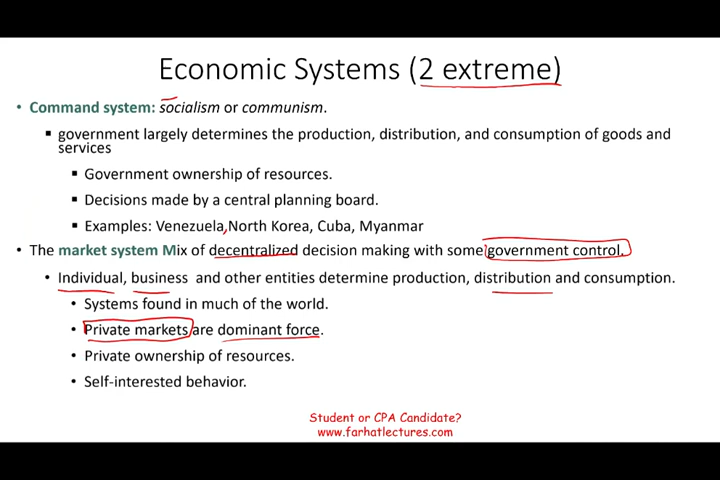 Economic Systems (2 extreme)
• Command system: socialism or communism.
▪ government largely determines the production, distribution, and consumption of goods and
services
▪ Government ownership of resources.
▪ Decisions made by a central planning board.
▪ Examples: Venezuela,North Korea, Cuba, Myanmar
• The market system Mix of decentralized decision making with some government control.
• Individual, business and other entities determine production, distribution and consumption.
• Systems found in much of the world.
• Private markets are dominant force.
• Private ownership of resources.
• Self-interested behavior.
Student or CPA Candidate?
www.farhatlectures.com